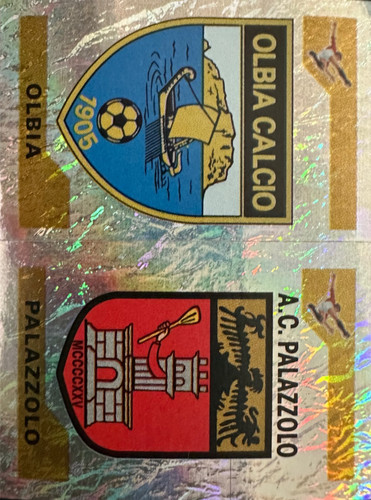 OLBIA CALCIO
1905
OLBIA
A.C. PALAZZOLO
MCCCCXXV
PALAZZOLO